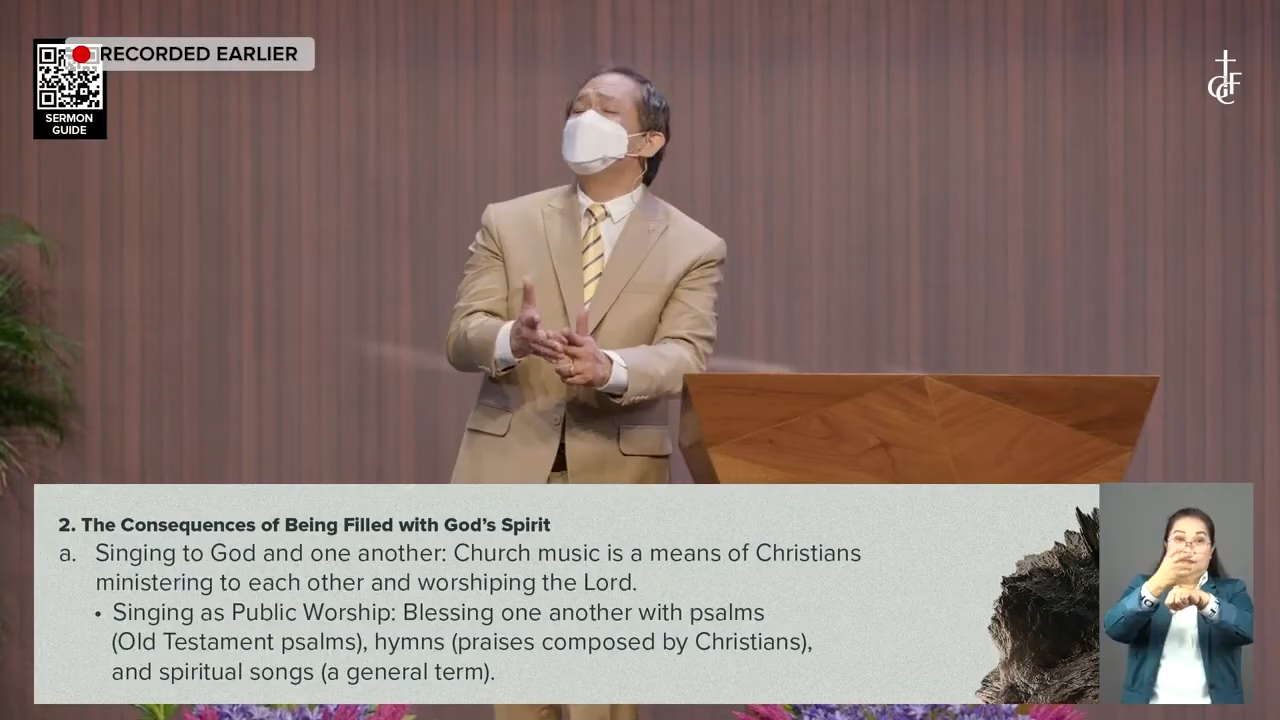 RECORDED EARLIER
SERMON
GUIDE
GCF
2. The Consequences of Being Filled with God's Spirit
a. Singing to God and one another: Church music is a means of Christians
ministering to each other and worshiping the Lord.
• Singing as Public Worship: Blessing one another with psalms
(Old Testament psalms), hymns (praises composed by Christians),
and spiritual songs (a general term).